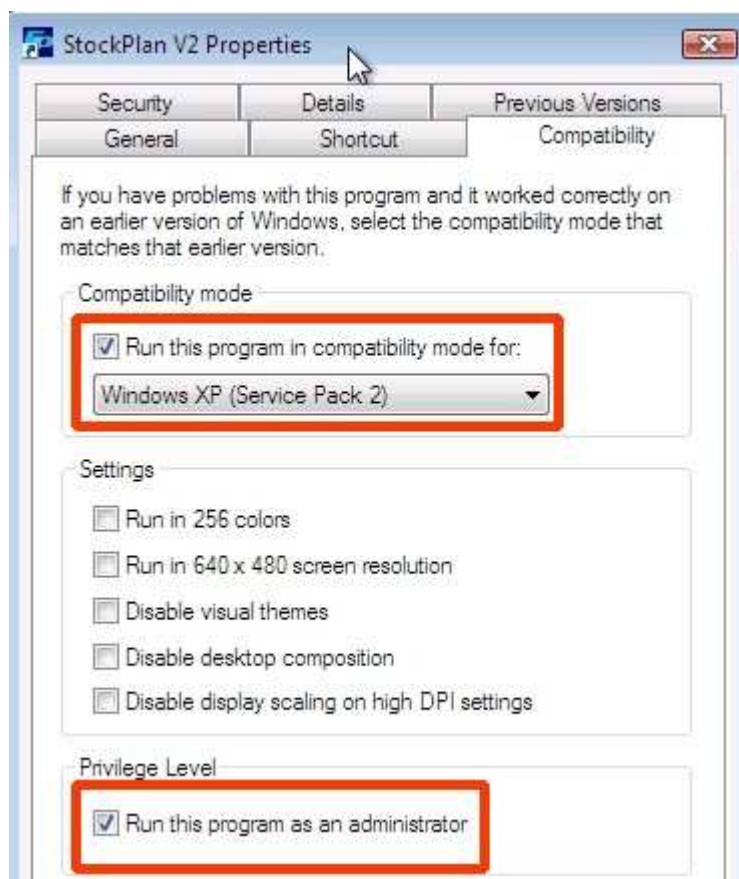 StockPlan V2 Properties
Security Details Previous Versions
General Shortcut Compatibility
If you have problems with this program and it worked correctly on
an earlier version of Windows, select the compatibility mode that
matches that earlier version.
Compatibility mode
Run this program in compatibility mode for:
Windows XP (Service Pack 2)
Settings
Run in 256 colors
Run in 640 x 480 screen resolution
Disable visual themes
Disable desktop composition
Disable display scaling on high DPI settings
Privilege Level
Run this program as an administrator